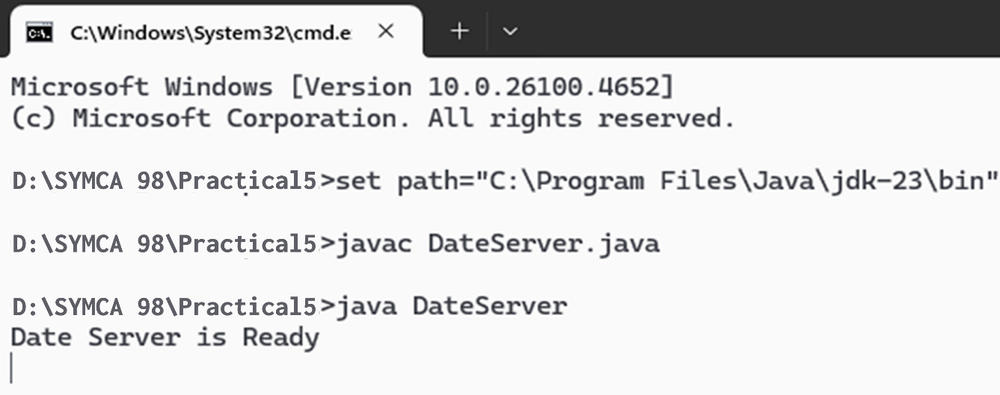 C:\Windows\System32\cmd.e
Microsoft Windows [Version 10.0.26100.4652]
(c) Microsoft Corporation. All rights reserved.
D:\SYMCA 98\Practical5>set path="C:\Program Files\Java\jdk-23\bin"
D:\SYMCA 98\Practical5>javac DateServer.java
D:\SYMCA 98\Practical5>java DateServer
Date Server is Ready